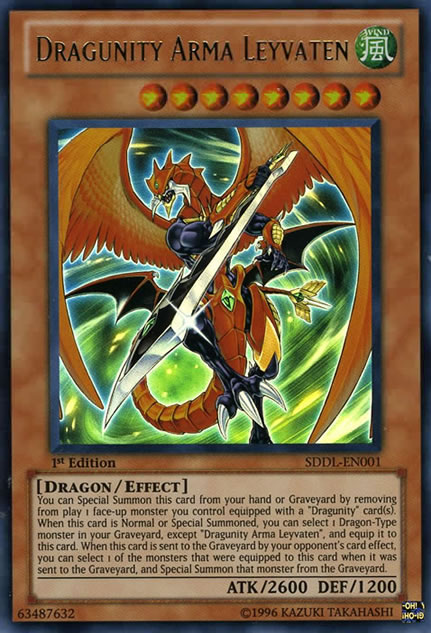 DRAGUNITY ARMA LEYVATEN
WIND
風
1st Edition
SDDL-EN001
[DRAGON/EFFECT]
You can Special Summon this card from your hand or Graveyard by removing
from play 1 face-up monster you control equipped with a "Dragunity" card(s).
When this card is Normal or Special Summoned, you can select 1 Dragon-Type
monster in your Graveyard, except "Dragunity Arma Leyvaten", and equip it to
this card. When this card is sent to the Graveyard by your opponent's card effect,
you can select 1 of the monsters that were equipped to this card when it was
sent to the Graveyard, and Special Summon that monster from the Graveyard.
ATK/2600 DEF/1200
63487632
©1996 KAZUKI TAKAHASHI